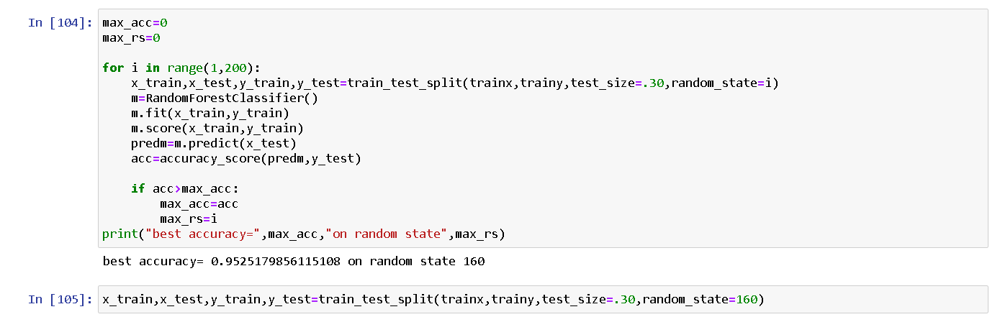 In [104]: max_acc=0
max_rs=0
for i in range(1,200):
    x_train,x_test,y_train,y_test=train_test_split(trainx,trainy,test_size=.30,random_state=i)
    m=RandomForestClassifier()
    m.fit(x_train,y_train)
    m.score(x_train,y_train)
    predm=m.predict(x_test)
    acc=accuracy_score(predm,y_test)
    if acc>max_acc:
        max_acc=acc
        max_rs=i
print("best accuracy=",max_acc,"on random state",max_rs)
best accuracy= 0.9525179856115108 on random state 160
In [105]: x_train,x_test,y_train,y_test=train_test_split(trainx,trainy,test_size=.30,random_state=160)